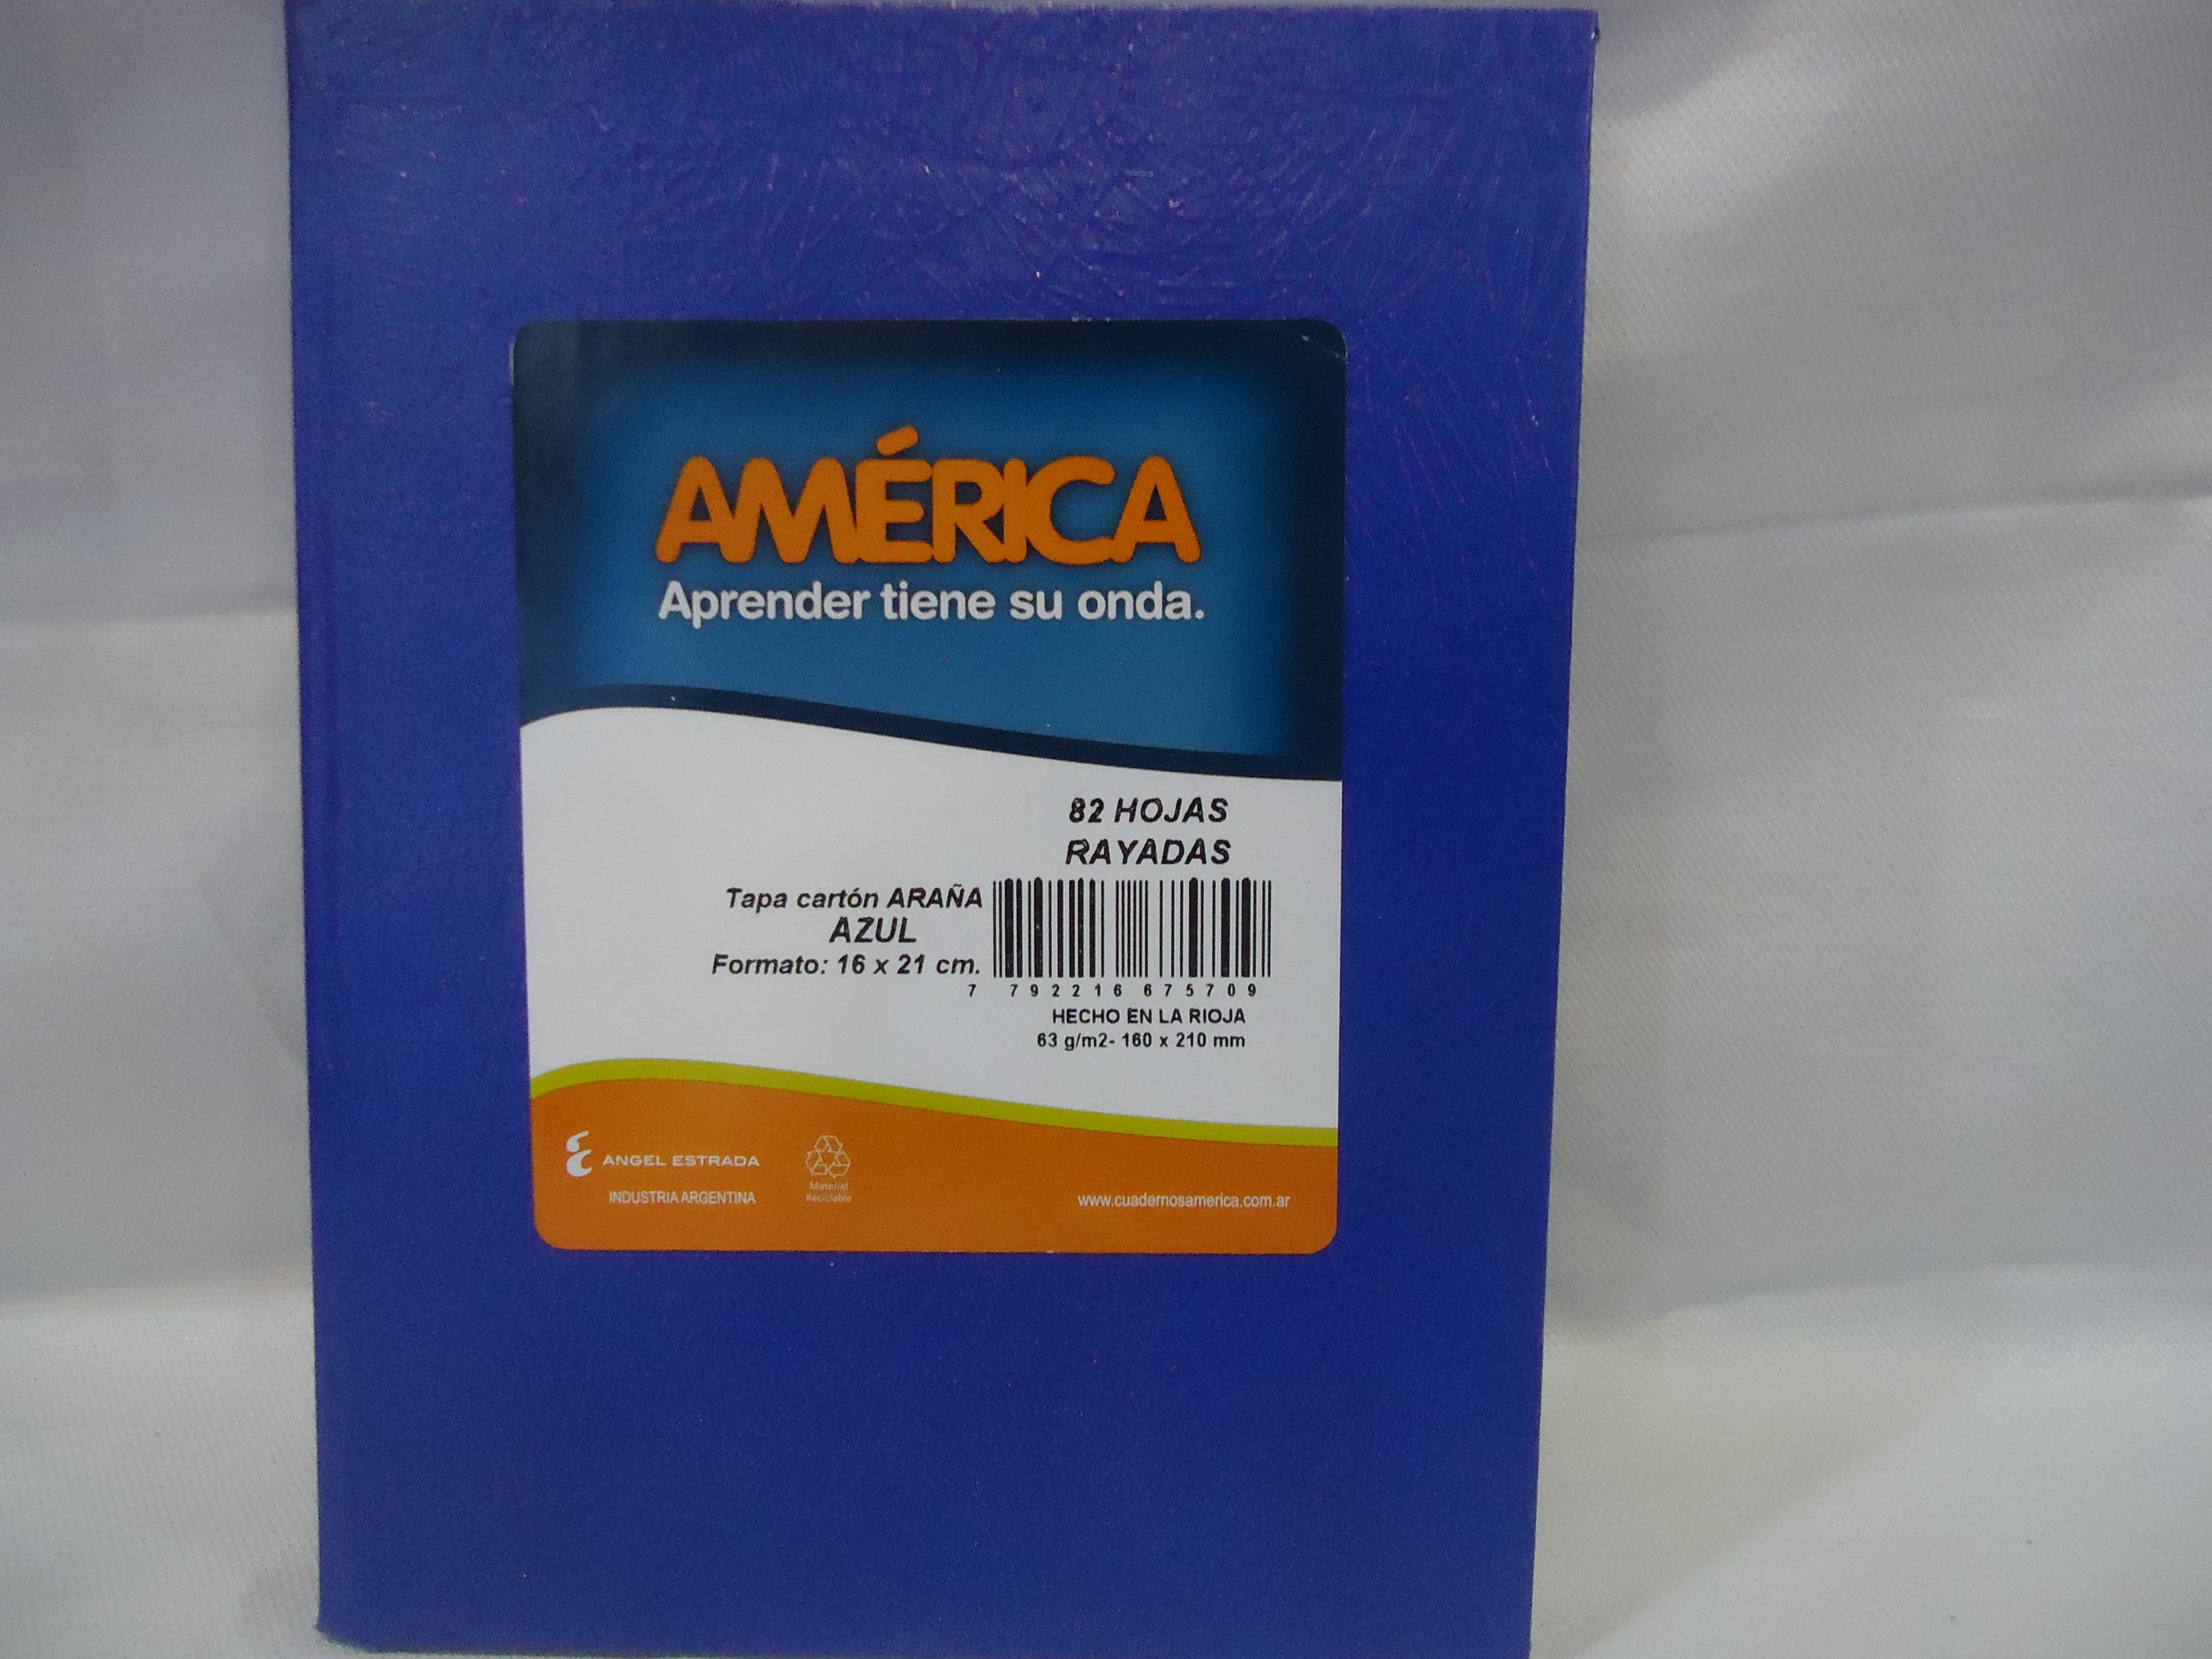 AMÉRICA
Aprender tiene su onda.
82 HOJAS
RAYADAS
Tapa cartón ARAÑA
AZUL
Formato: 16 x 21 cm.
7 792216 675709
HECHO EN LA RIOJA
63 g/m2- 160 x 210 mm
ANGEL ESTRADA
INDUSTRIA ARGENTINA
Material
Reciclable
www.cuadernosamerica.com.ar